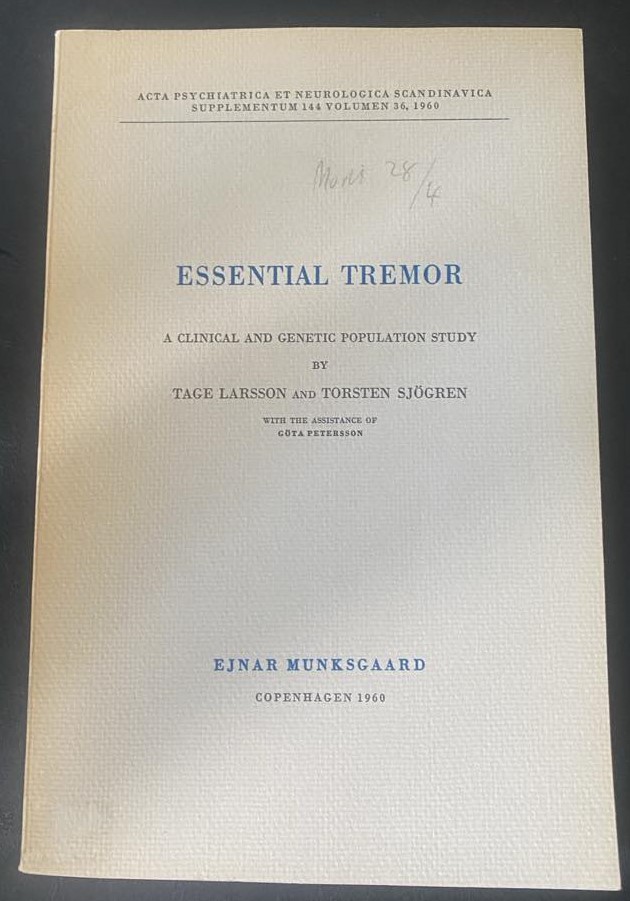 ACTA PSYCHIATRICA ET NEUROLOGICA SCANDINAVICA
SUPPLEMENTUM 144 VOLUMEN 36, 1960
28/4
ESSENTIAL TREMOR
A CLINICAL AND GENETIC POPULATION STUDY
BY
TAGE LARSSON AND TORSTEN SJÖGREN
WITH THE ASSISTANCE OF
GÖTA PETERSSON
EJNAR MUNKSGAARD
COPENHAGEN 1960